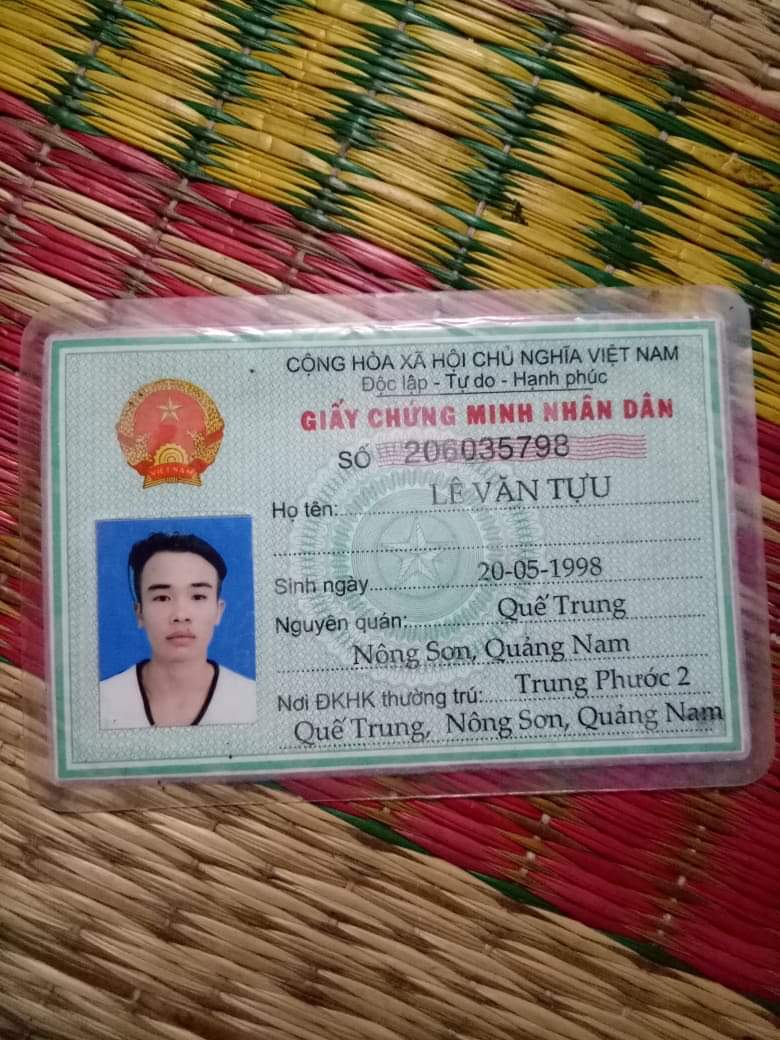 CỘNG HÒA XÃ HỘI CHỦ NGHĨA VIỆT NAM
Độc lập - Tự do - Hạnh phúc
GIẤY CHỨNG MINH NHÂN DÂN
SỐ 206035798
Họ tên: LÊ VĂN TỰU
Sinh ngày 20-05-1998
Nguyên quán: Quế Trung
Nông Sơn, Quảng Nam
Nơi ĐKHK thường trú: Trung Phước 2
Quế Trung, Nông Sơn, Quảng Nam
VIỆT NAM